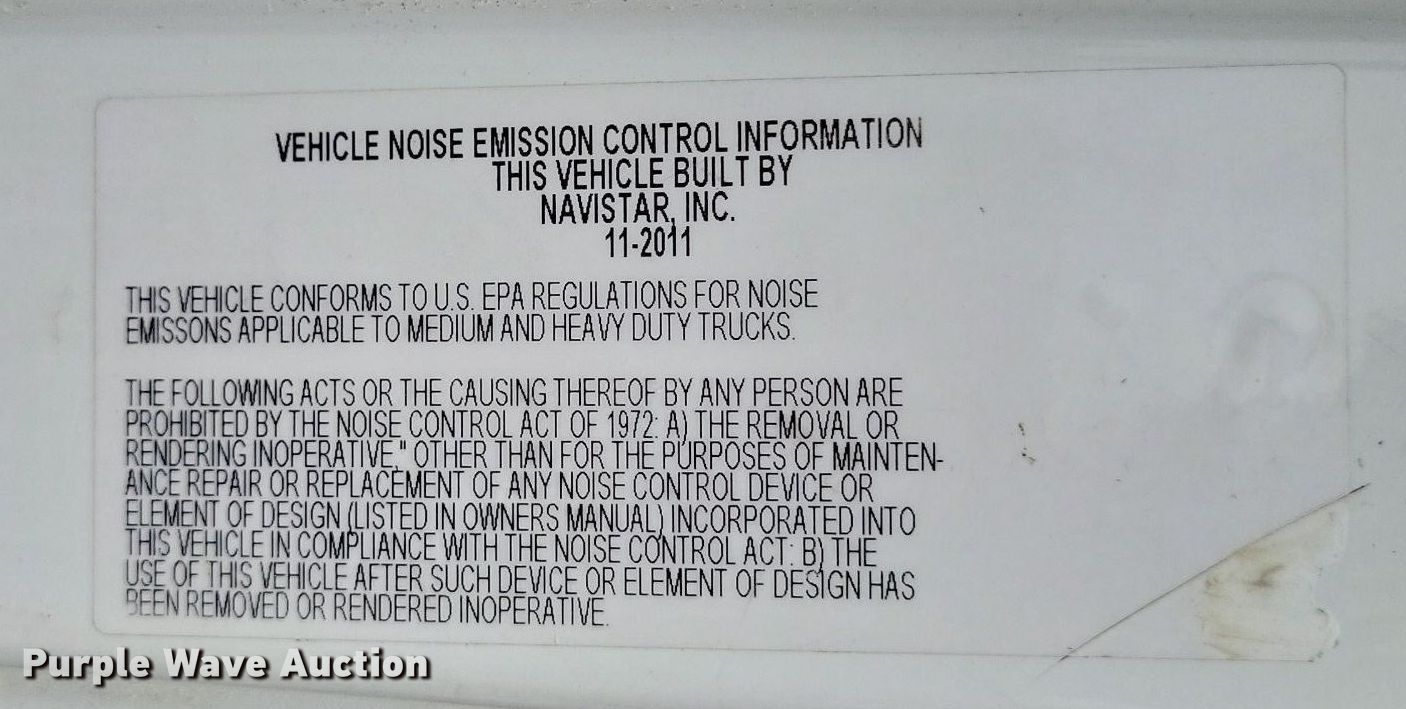 VEHICLE NOISE EMISSION CONTROL INFORMATION
THIS VEHICLE BUILT BY
NAVISTAR, INC.
11-2011
THIS VEHICLE CONFORMS TO U.S. EPA REGULATIONS FOR NOISE
EMISSONS APPLICABLE TO MEDIUM AND HEAVY DUTY TRUCKS.
THE FOLLOWING ACTS OR THE CAUSING THEREOF BY ANY PERSON ARE
PROHIBITED BY THE NOISE CONTROL ACT OF 1972: A) THE REMOVAL OR
RENDERING INOPERATIVE," OTHER THAN FOR THE PURPOSES OF MAINTEN-
ANCE REPAIR OR REPLACEMENT OF ANY NOISE CONTROL DEVICE OR
ELEMENT OF DESIGN (LISTED IN OWNERS MANUAL) INCORPORATED INTO
THIS VEHICLE IN COMPLIANCE WITH THE NOISE CONTROL ACT: B) THE
USE OF THIS VEHICLE AFTER SUCH DEVICE OR ELEMENT OF DESIGN HAS
BEEN REMOVED OR RENDERED INOPERATIVE.
Purple Wave Auction